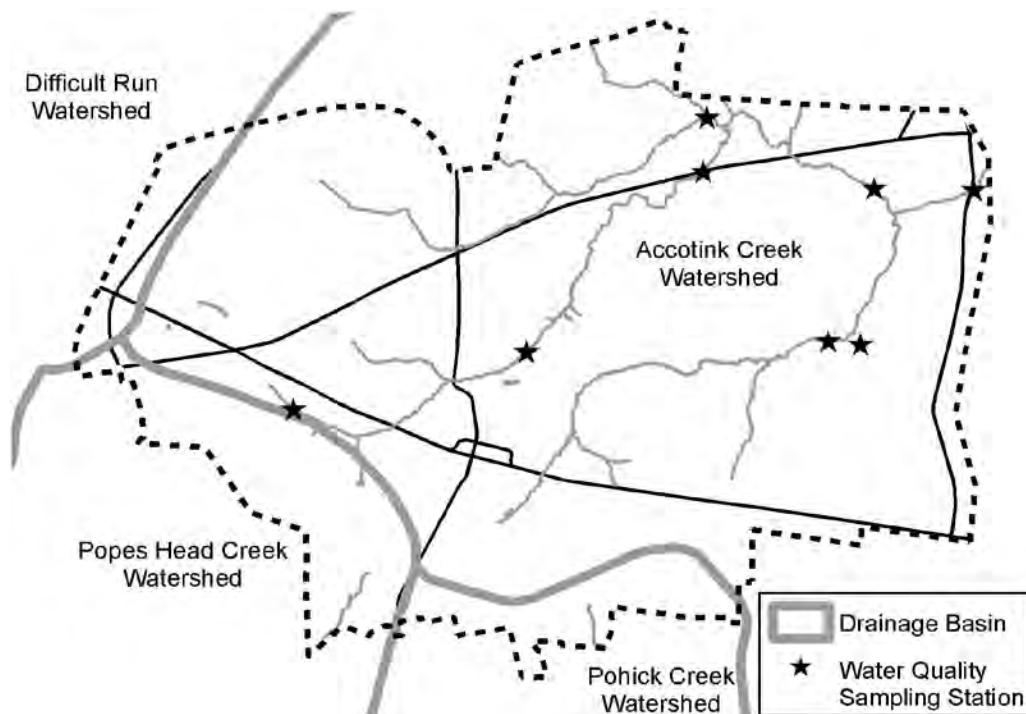 Difficult Run
Watershed
Accotink Creek
Watershed
Popes Head Creek
Watershed
Pohick Creek
Watershed
Drainage Basin
Water Quality
Sampling Station